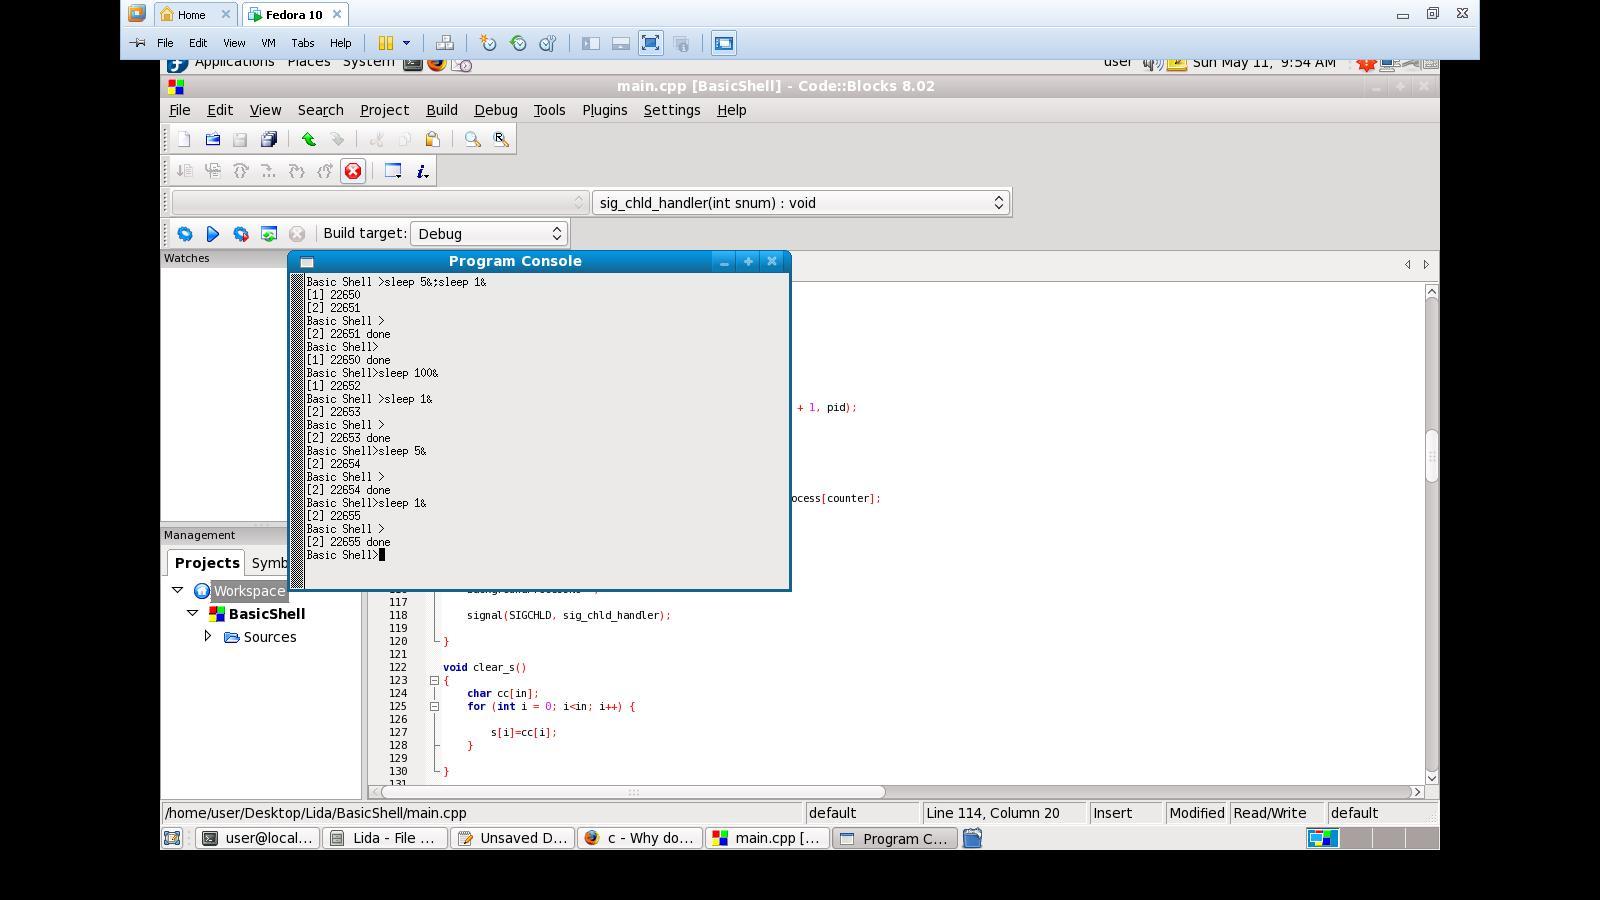 Home
Fedora 10
File Edit View VM Tabs Help
Applications Places System user Sun May 11, 9:54 AM
main.cpp [BasicShell] - Code::Blocks 8.02
File Edit View Search Project Build Debug Tools Plugins Settings Help
sig_chld_handler(int snum) : void
Build target: Debug
Watches
Program Console
Basic Shell >sleep 5&;sleep 1&
[1] 22650
[2] 22651
Basic Shell >
[2] 22651 done
Basic Shell>
[1] 22650 done
Basic Shell>sleep 100&
[1] 22652
Basic Shell >sleep 1&
[2] 22653
Basic Shell >
[2] 22653 done
Basic Shell>sleep 5&
[2] 22654
Basic Shell >
[2] 22654 done
Basic Shell>sleep 1&
[2] 22655
Basic Shell >
[2] 22655 done
Basic Shell>
+ 1, pid);
ocess[counter];
Management
Projects Symb
Workspace
BasicShell
Sources
117
118 signal(SIGCHLD, sig_chld_handler);
119
120 }
121
122 void clear_s()
123 {
124 char cc[in];
125 for (int i = 0; i<in; i++) {
126
127 s[i]=cc[i];
128 }
129
130 }
131
/home/user/Desktop/Lida/BasicShell/main.cpp default Line 114, Column 20 Insert Modified Read/Write default
user@local... Lida - File ... Unsaved D... c - Why do... main.cpp [... Program C...